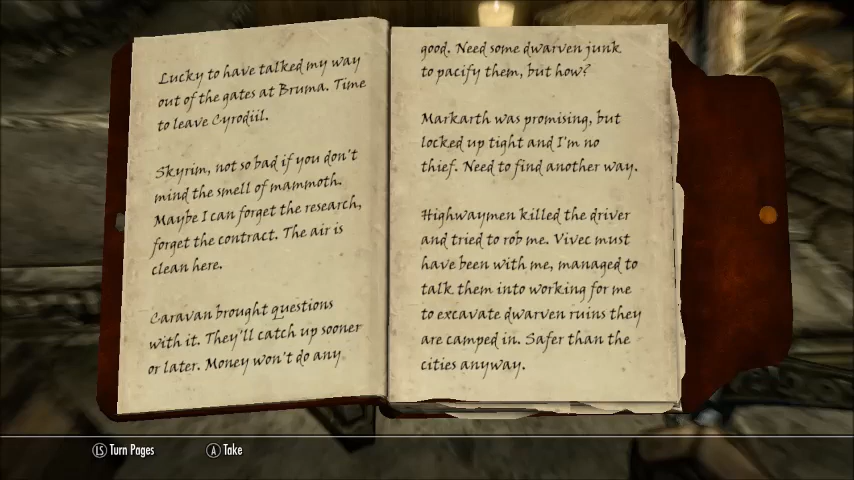 Lucky to have talked my way
out of the gates at Bruma. Time
to leave Cyrodiil.
Skyrim, not so bad if you don't
mind the smell of mammoth.
Maybe I can forget the research,
forget the contract. The air is
clean here.
Caravan brought questions
with it. They'll catch up sooner
or later. Money won't do any
good. Need some dwarven junk
to pacify them, but how?
Markarth was promising, but
locked up tight and I'm no
thief. Need to find another way.
Highwaymen killed the driver
and tried to rob me. Vivec must
have been with me, managed to
talk them into working for me
to excavate dwarven ruins they
are camped in. Safer than the
cities anyway.
LS Turn Pages
A Take